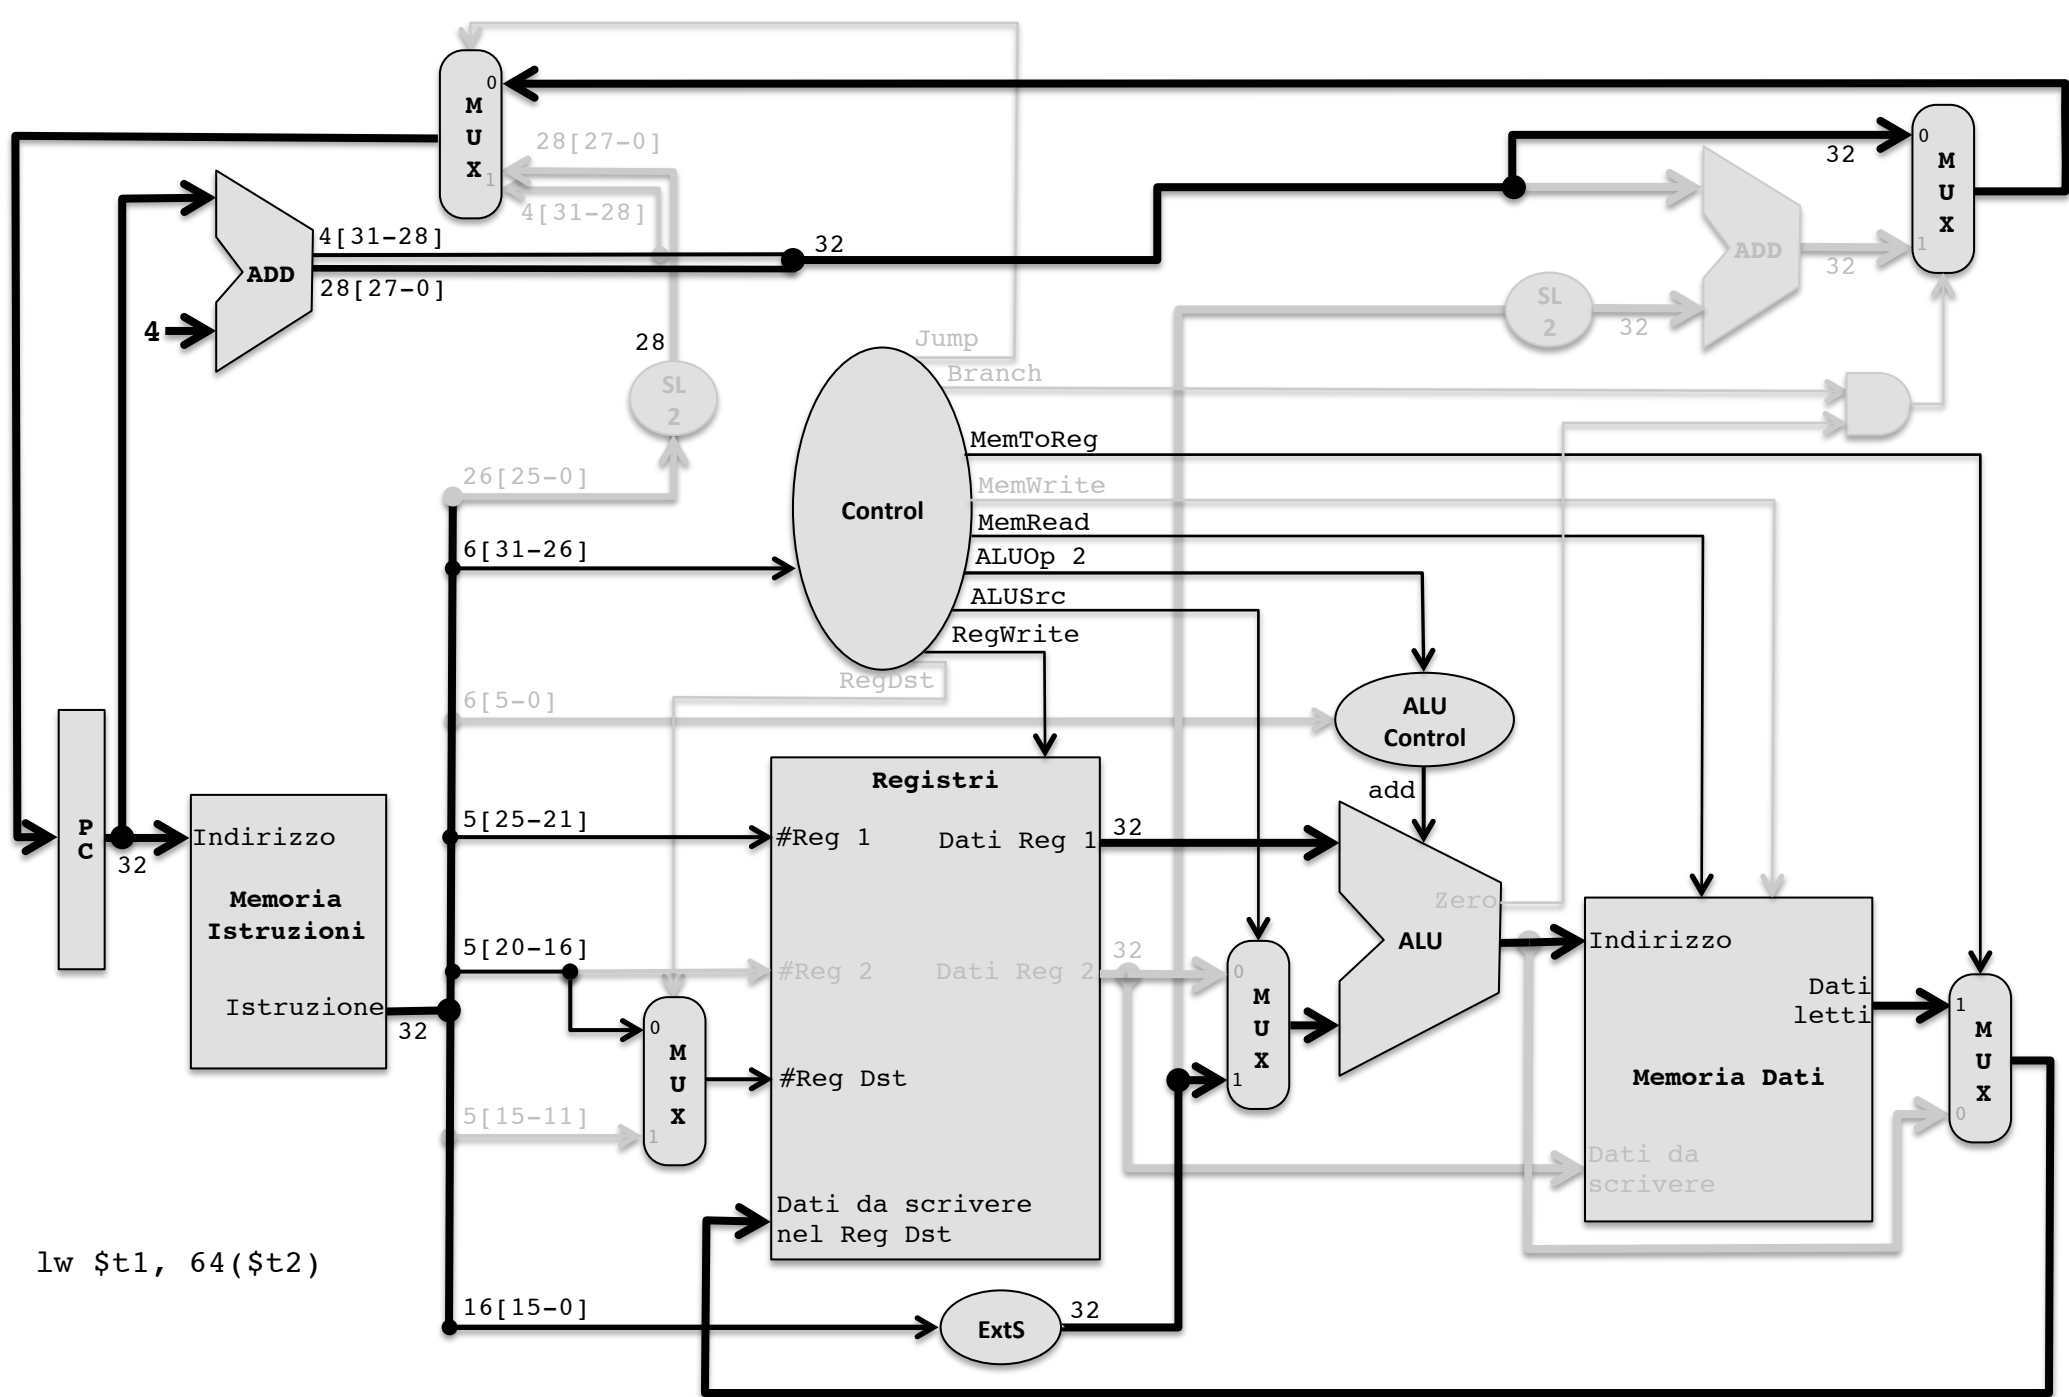 0
M
U
X
1
28[27-0]
4[31-28]
4[31-28]
ADD
28[27-0]
4
32
28
SL
2
0
32
M
U
X
1
ADD
32
SL
2
32
Jump
Branch
MemToReg
MemWrite
MemRead
ALUOp 2
ALUSrc
RegWrite
RegDst
Control
26[25-0]
6[31-26]
6[5-0]
5[25-21]
5[20-16]
5[15-11]
16[15-0]
P
C
32
Indirizzo
Memoria
Istruzioni
Istruzione
32
0
M
U
X
1
Registri
#Reg 1
Dati Reg 1
#Reg 2
Dati Reg 2
#Reg Dst
Dati da scrivere
nel Reg Dst
32
32
ExtS
32
0
M
U
X
1
ALU
Control
add
Zero
ALU
Indirizzo
Dati
letti
Memoria Dati
Dati da
scrivere
1
M
U
X
0
lw $t1, 64($t2)